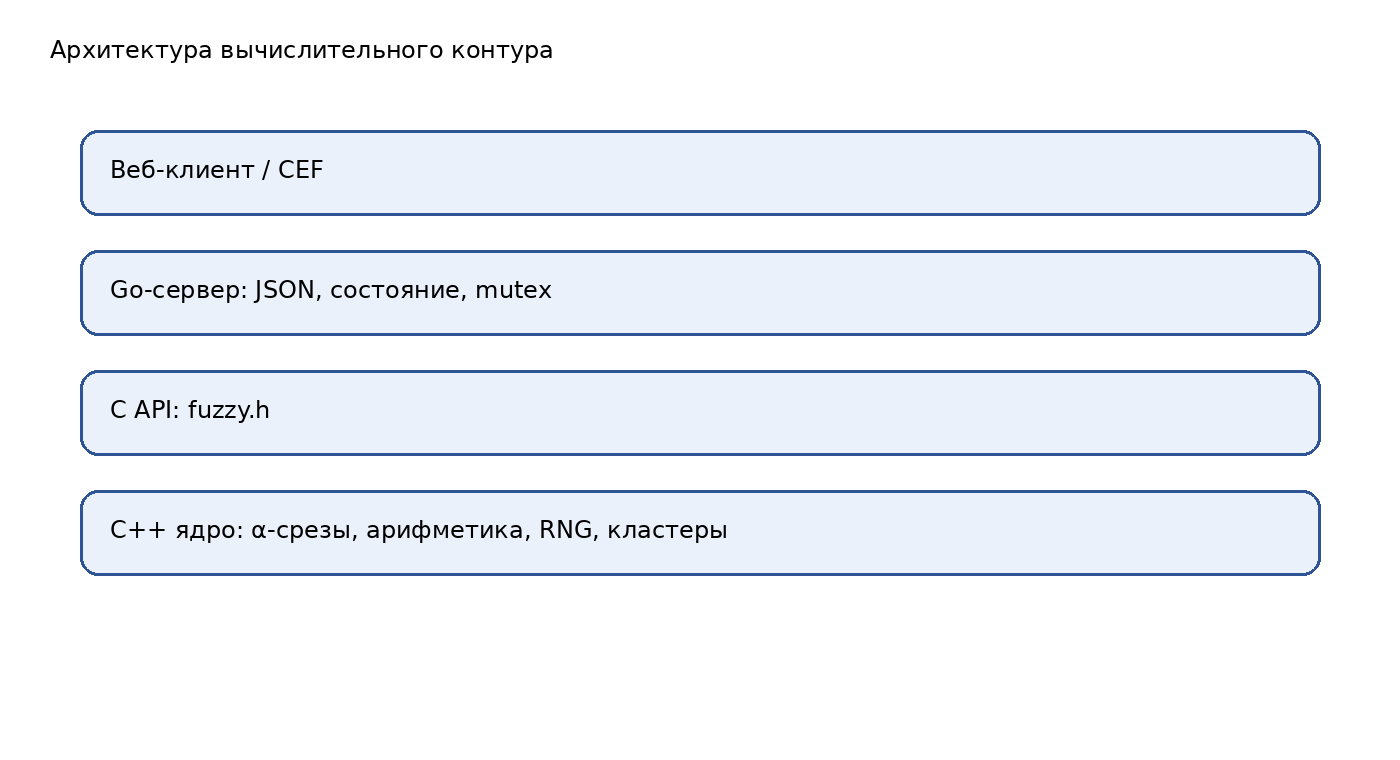 Архитектура вычислительного контура
Веб-клиент / CEF
Go-сервер: JSON, состояние, mutex
C API: fuzzy.h
C++ ядро: α-срезы, арифметика, RNG, кластеры